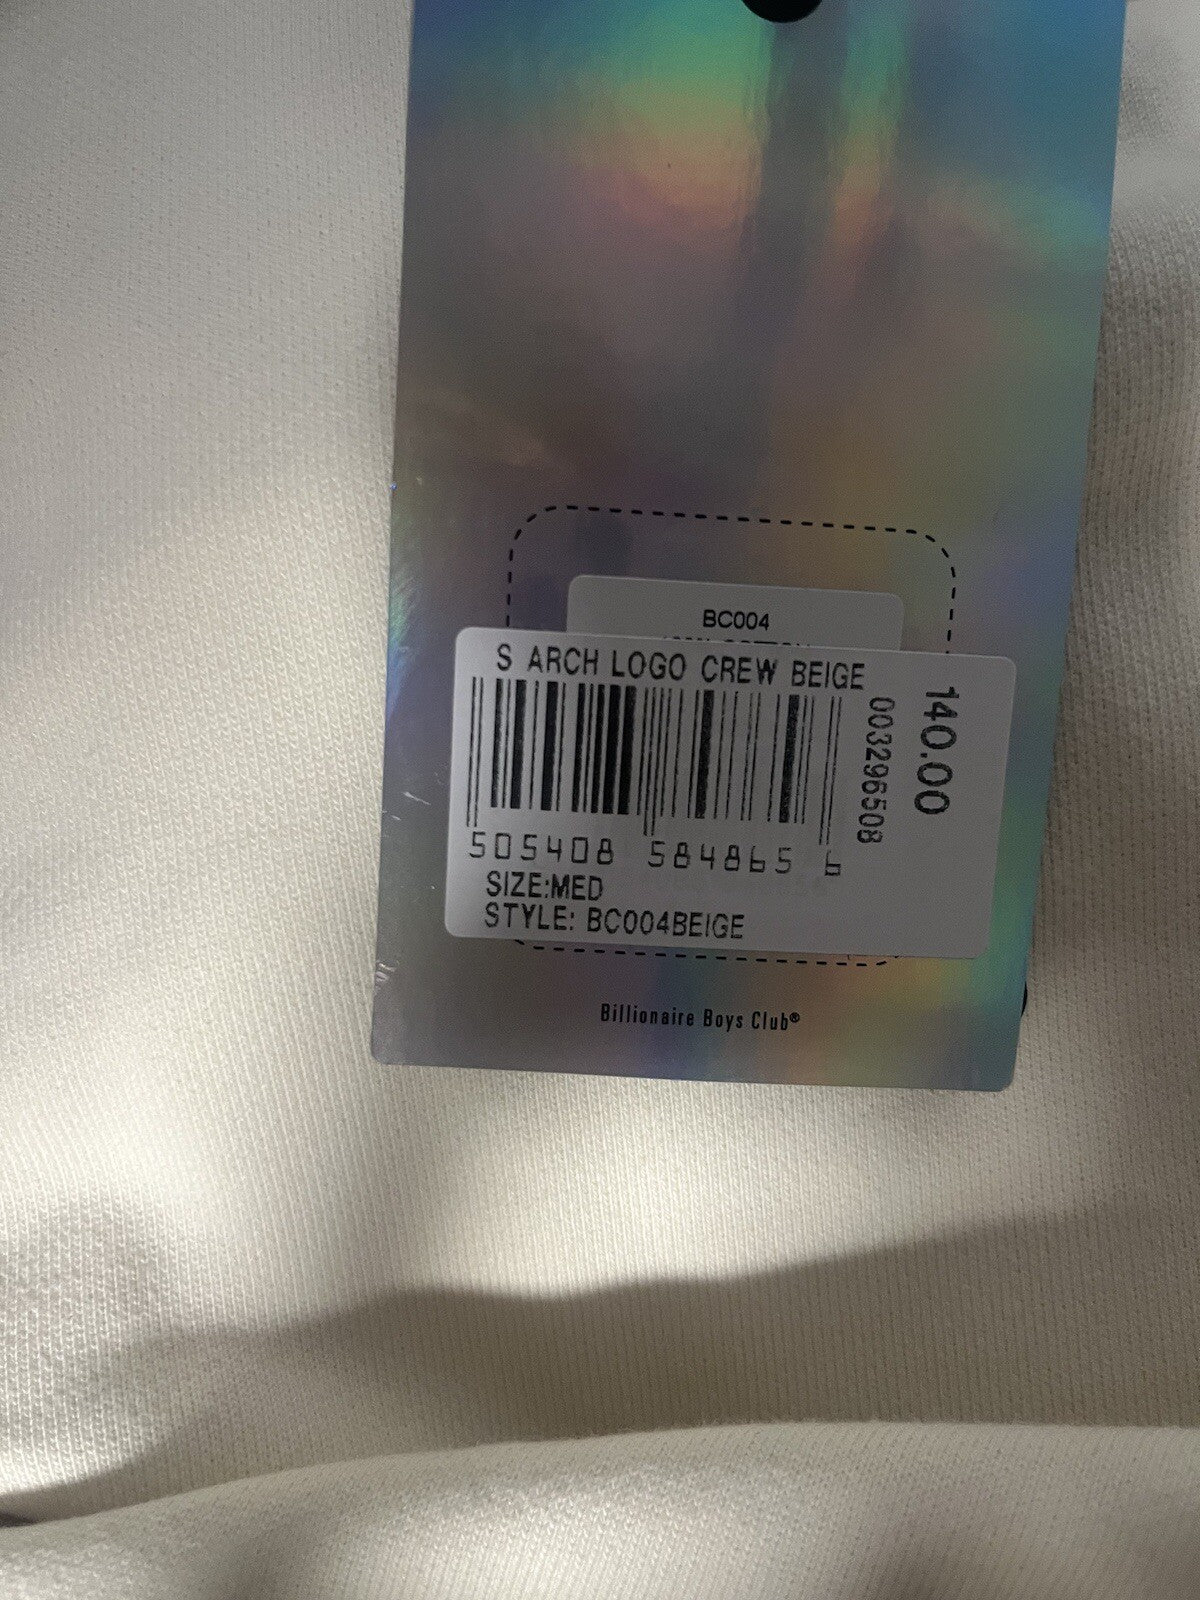 BC004
S ARCH LOGO CREW BEIGE
140.00
003296508
505408 584865 6
SIZE:MED
STYLE: BC004BEIGE
Billionaire Boys Club®